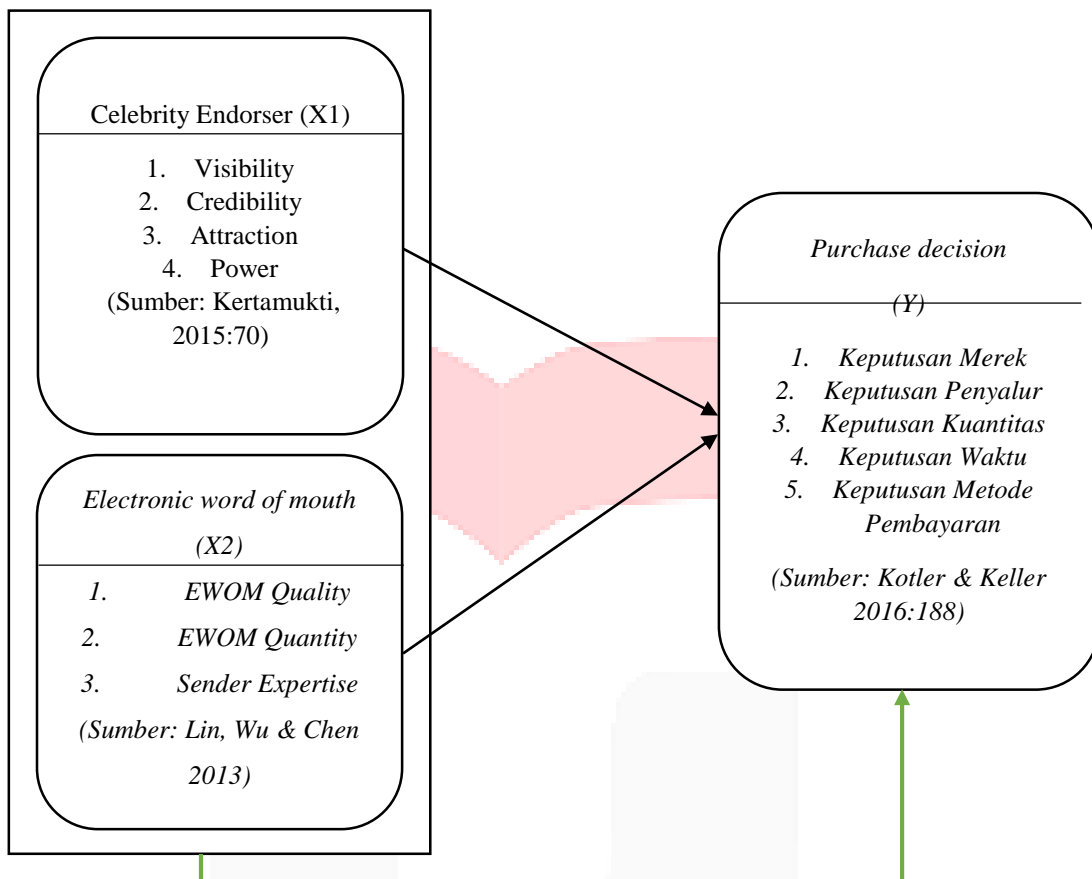 Celebrity Endorser (X1)
1. Visibility
2. Credibility
3. Attraction
4. Power
(Sumber: Kertamukti,
2015:70)
Electronic word of mouth
(X2)
1. EWOM Quality
2. EWOM Quantity
3. Sender Expertise
(Sumber: Lin, Wu & Chen
2013)
Purchase decision
(Y)
1. Keputusan Merek
2. Keputusan Penyalur
3. Keputusan Kuantitas
4. Keputusan Waktu
5. Keputusan Metode
Pembayaran
(Sumber: Kotler & Keller
2016:188)